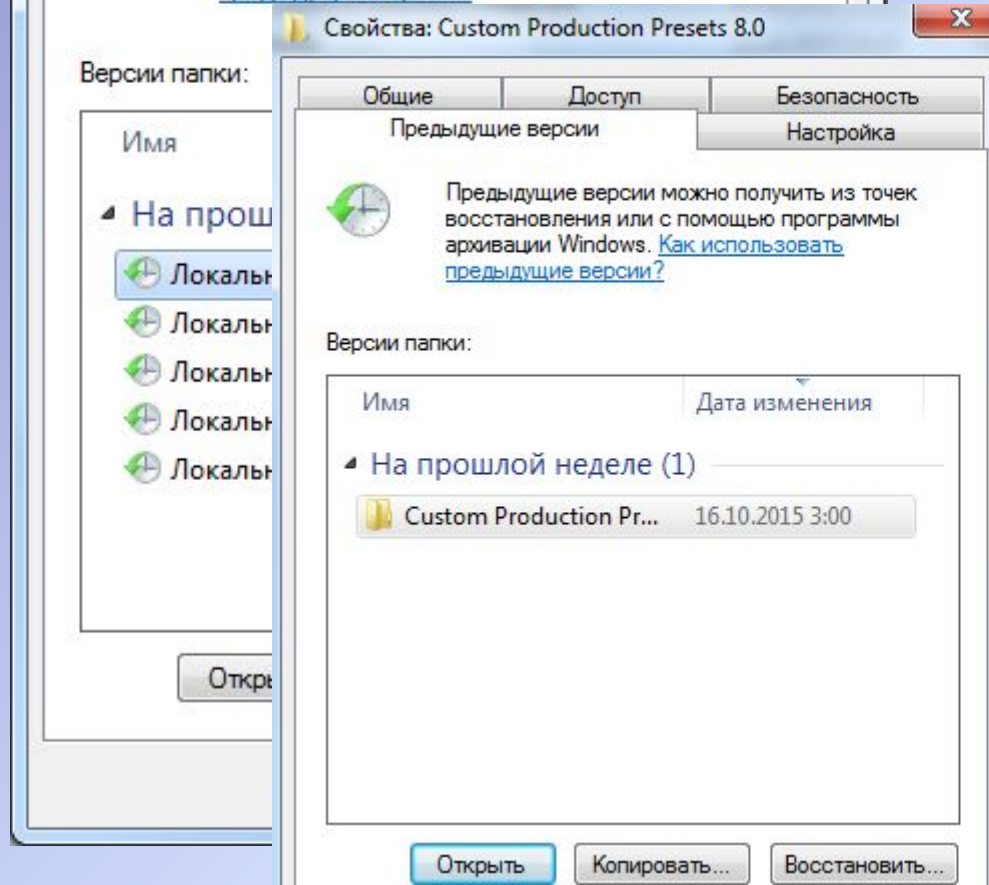 Версии папки:
Имя
На прош
Локальн
Локальн
Локальн
Локальн
Локальн
Откры
Свойства: Custom Production Presets 8.0
Общие
Доступ
Безопасность
Предыдущие версии
Настройка
Предыдущие версии можно получить из точек
восстановления или с помощью программы
архивации Windows. Как использовать
предыдущие версии?
Версии папки:
Имя
Дата изменения
На прошлой неделе (1)
Custom Production Pr... 16.10.2015 3:00
Открыть
Копировать...
Восстановить...